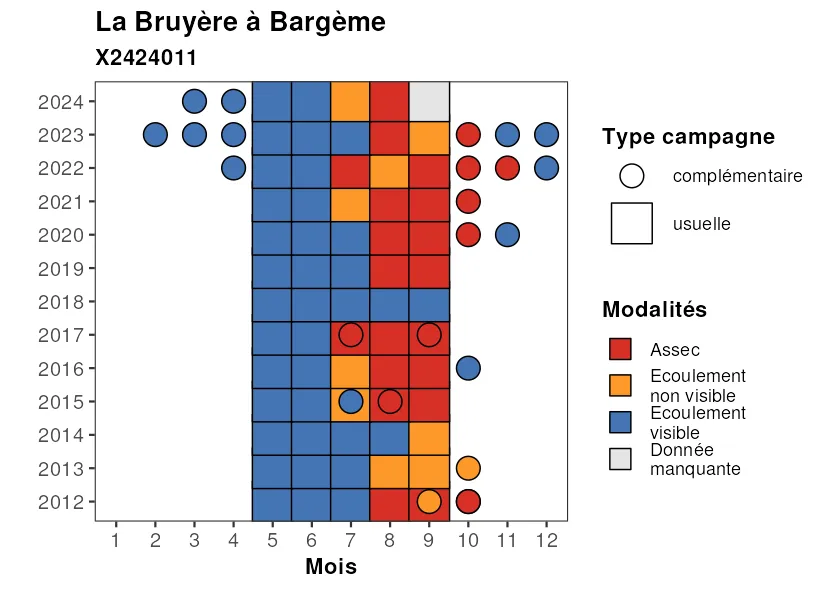 La Bruyère à Bargème
X2424011
2024
2023
2022
2021
2020
2019
2018
2017
2016
2015
2014
2013
2012
1 2 3 4 5 6 7 8 9 10 11 12
Mois
Type campagne
complémentaire
usuelle
Modalités
Assec
Ecoulement
non visible
Ecoulement
visible
Donnée
manquante